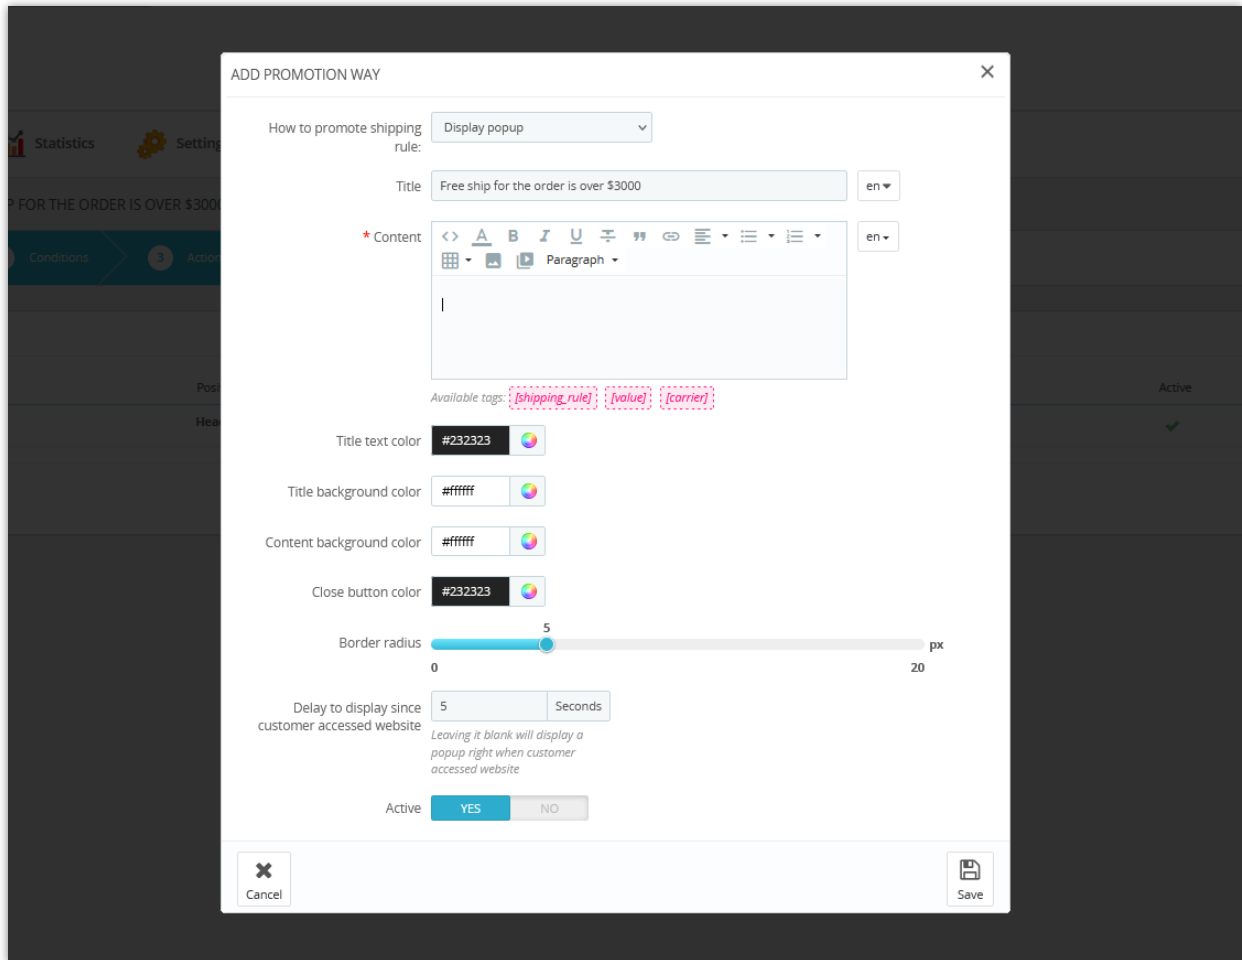 ADD PROMOTION WAY
How to promote shipping
rule:
Display popup
Title
Free ship for the order is over $3000
en
* Content
Paragraph
en
Available tags: [shipping_rule] [value] [carrier]
Title text color
#232323
Title background color
#ffffff
Content background color
#ffffff
Close button color
#232323
Border radius
5
px
0
20
Delay to display since
customer accessed website
5
Seconds
Leaving it blank will display a
popup right when customer
accessed website
Active
YES
NO
Cancel
Save
Statistics
Setting
P FOR THE ORDER IS OVER $3000
Conditions
3
Action
Posi
Active
Hea